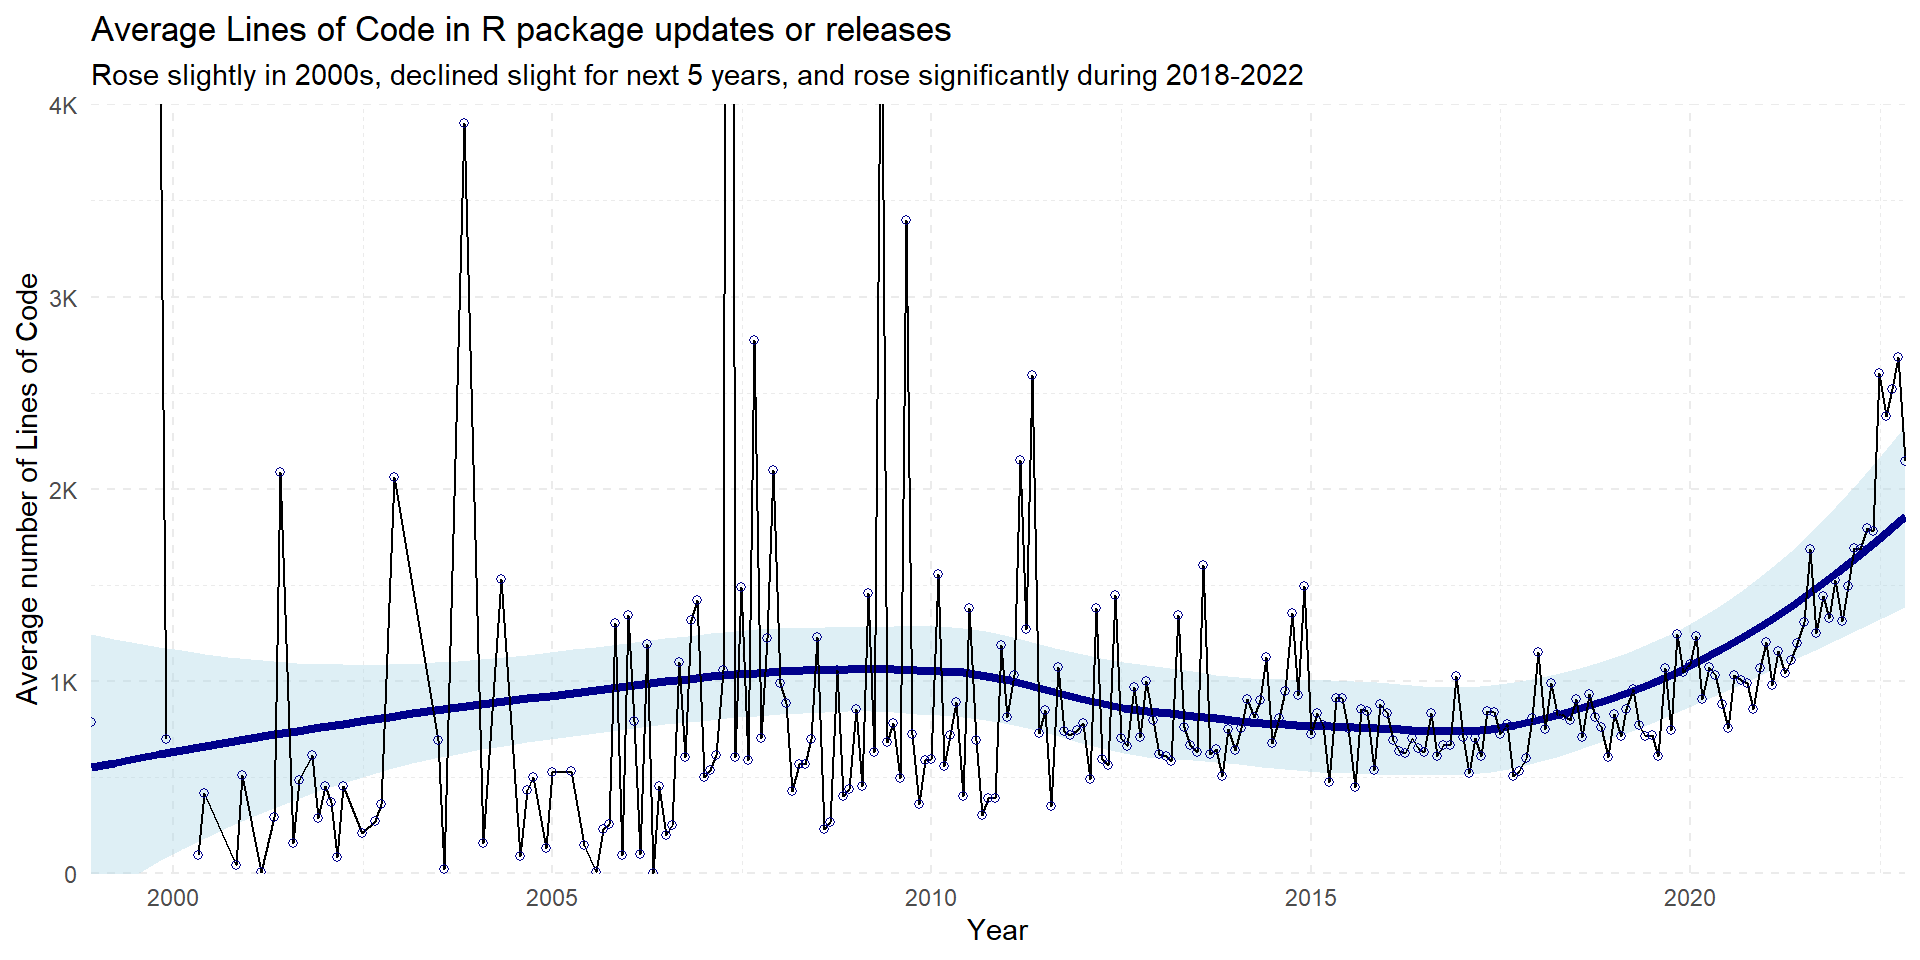 Average Lines of Code in R package updates or releases
Rose slightly in 2000s, declined slight for next 5 years, and rose significantly during 2018-2022
Average number of Lines of Code
4K
3K
2K
1K
0
2000 2005 2010 2015 2020
Year